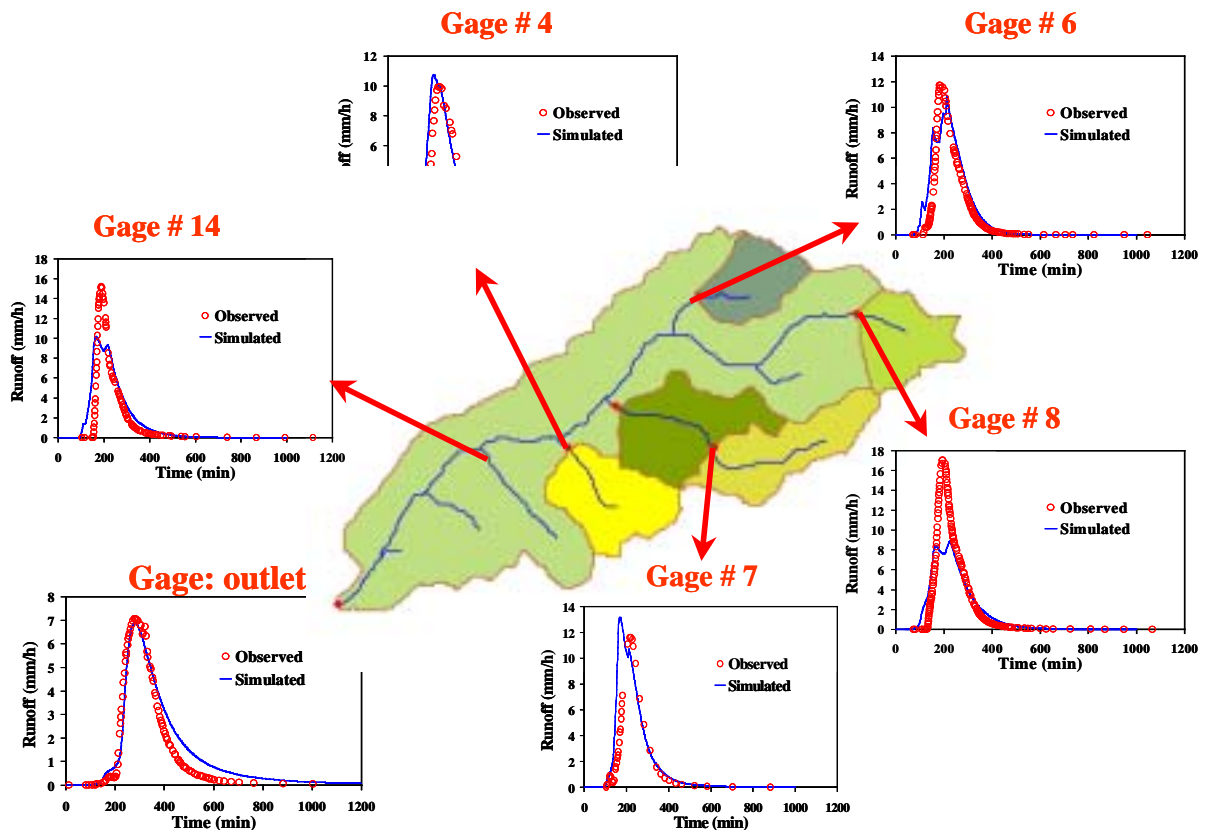 Gage # 4
12
10
8
6
Observed
Simulated
Gage # 6
14
12
10
8
6
4
2
0
Runoff (mm/h)
Observed
Simulated
0 200 400 600 800 1000 1200
Time (min)
Gage # 14
18
16
14
12
10
8
6
4
2
0
Runoff (mm/h)
Observed
Simulated
0 200 400 600 800 1000 1200
Time (min)
Gage # 8
18
16
14
12
10
8
6
4
2
0
Runoff (mm/h)
Observed
Simulated
0 200 400 600 800 1000 1200
Time (min)
Gage: outlet
8
7
6
5
4
3
2
1
0
Runoff (mm/h)
Observed
Simulated
0 200 400 600 800 1000 1200
Time (min)
Gage # 7
14
12
10
8
6
4
2
0
Runoff (mm/h)
Observed
Simulated
0 200 400 600 800 1000 1200
Time (min)